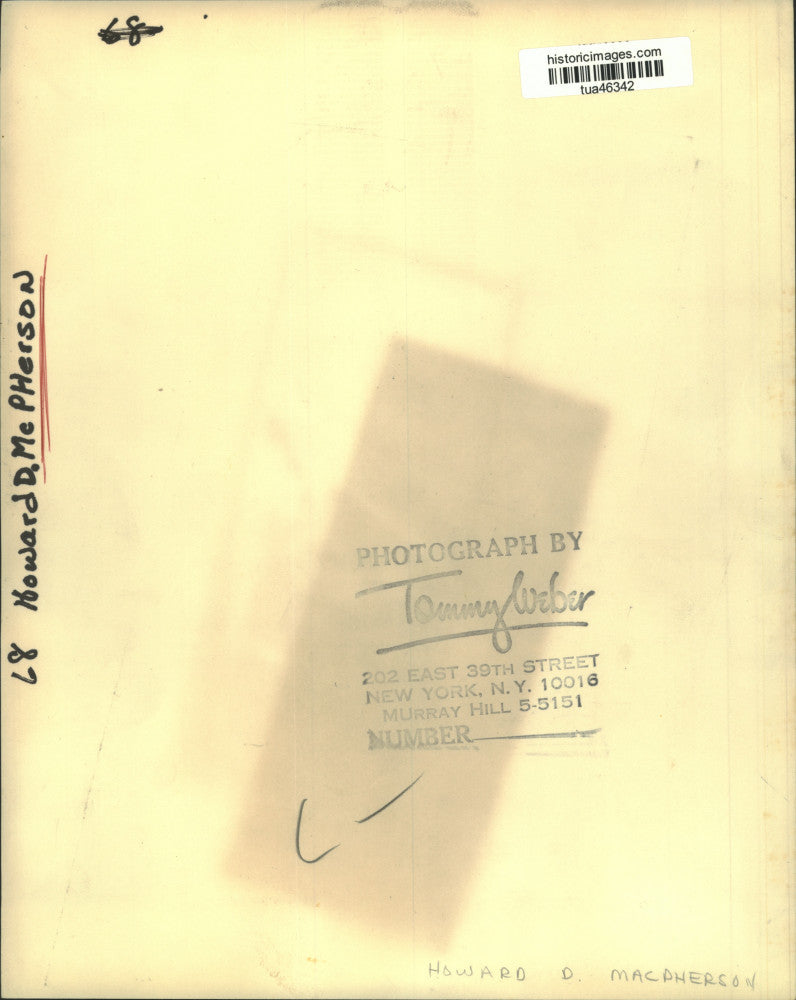 68
historicimages.com
tua46342
68 Howard D. McPHerson
PHOTOGRAPH BY
Tommy Weber
202 EAST 39TH STREET
NEW YORK, N.Y. 10016
MURRAY HILL 5-5151
NUMBER
HOWARD D. MACPHERSON